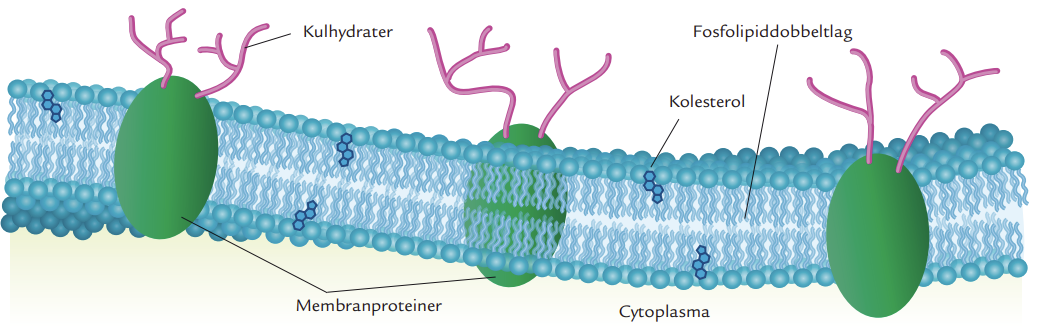 Kulhydrater
Fosfolipiddobbeltlag
Kolesterol
Membranproteiner
Cytoplasma